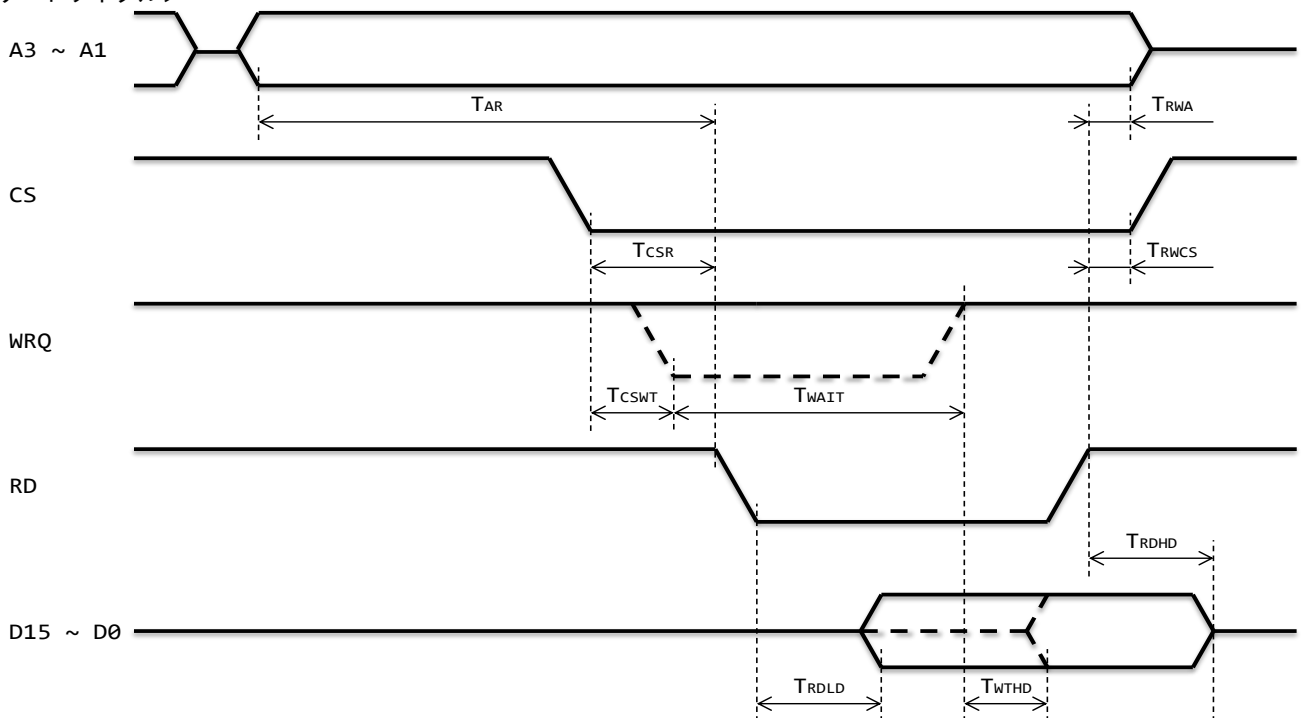 A3 ~ A1
TAR
TRWA
CS
TCSR
TRWCS
WRQ
TCSWT
TWAIT
RD
TRDHD
D15 ~ D0
TRDLD
TWTHD